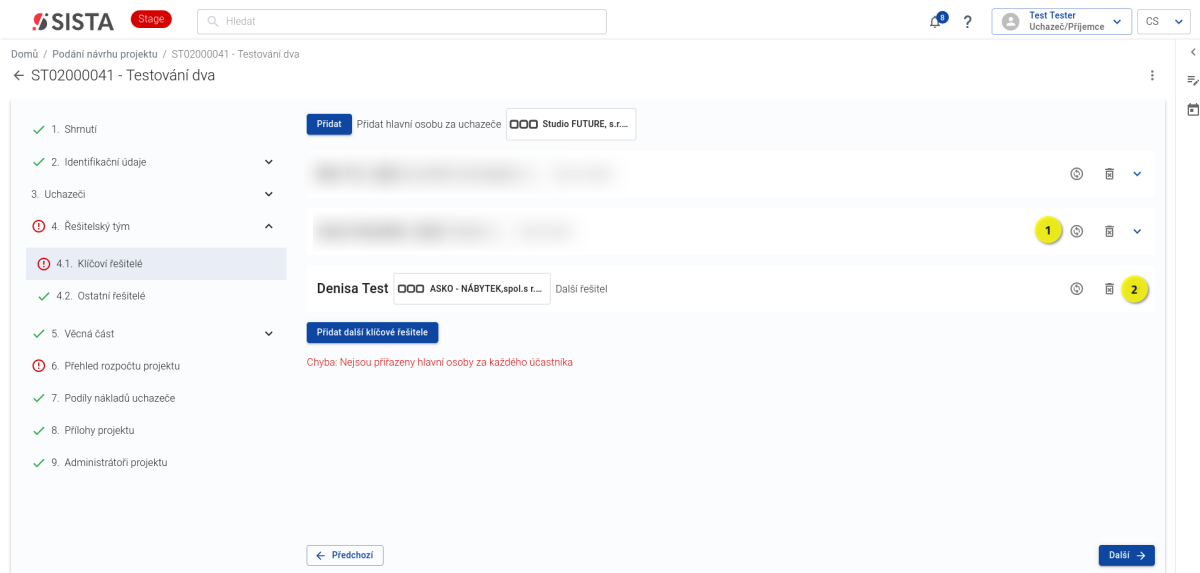 SISTA
Stage
Hledat
8
?
Test Tester
Uchazeč/Příjemce
CS
Domů / Podání návrhu projektu / ST02000041 - Testování dva
ST02000041 - Testování dva
1. Shrnutí
2. Identifikační údaje
3. Uchazeči
4. Řešitelský tým
4.1. Klíčoví řešitelé
4.2. Ostatní řešitelé
5. Věcná část
6. Přehled rozpočtu projektu
7. Podíly nákladů uchazeče
8. Přílohy projektu
9. Administrátoři projektu
Přidat Přidat hlavní osobu za uchazeče Studio FUTURE, s.r....
1
Denisa Test ASKO - NÁBYTEK,spol.s r.... Další řešitel
2
Přidat další klíčové řešitele
Chyba: Nejsou přiřazeny hlavní osoby za každého účastníka
Předchozí
Další